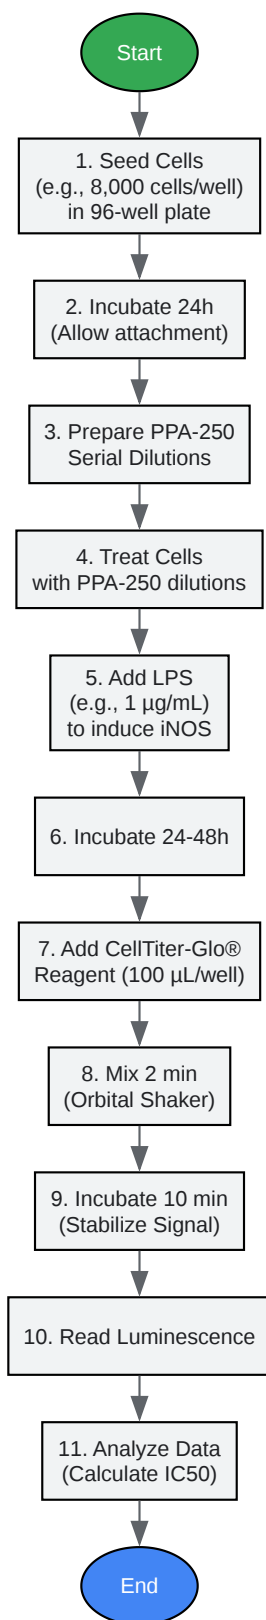 Start
1. Seed Cells
(e.g., 8,000 cells/well)
in 96-well plate
2. Incubate 24h
(Allow attachment)
3. Prepare PPA-250
Serial Dilutions
4. Treat Cells
with PPA-250 dilutions
5. Add LPS
(e.g., 1 µg/mL)
to induce iNOS
6. Incubate 24-48h
7. Add CellTiter-Glo®
Reagent (100 µL/well)
8. Mix 2 min
(Orbital Shaker)
9. Incubate 10 min
(Stabilize Signal)
10. Read Luminescence
11. Analyze Data
(Calculate IC50)
End